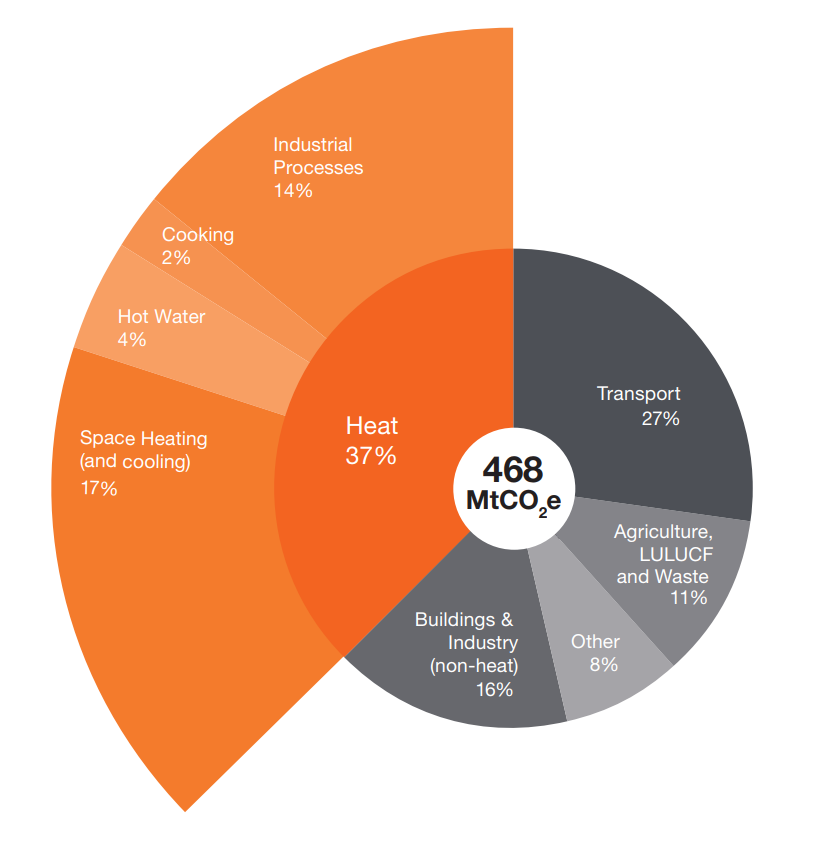 Industrial
Processes
14%
Cooking
2%
Hot Water
4%
Space Heating
(and cooling)
17%
Heat
37%
468
MtCO₂e
Transport
27%
Agriculture,
LULUCF
and Waste
11%
Other
8%
Buildings &
Industry
(non-heat)
16%